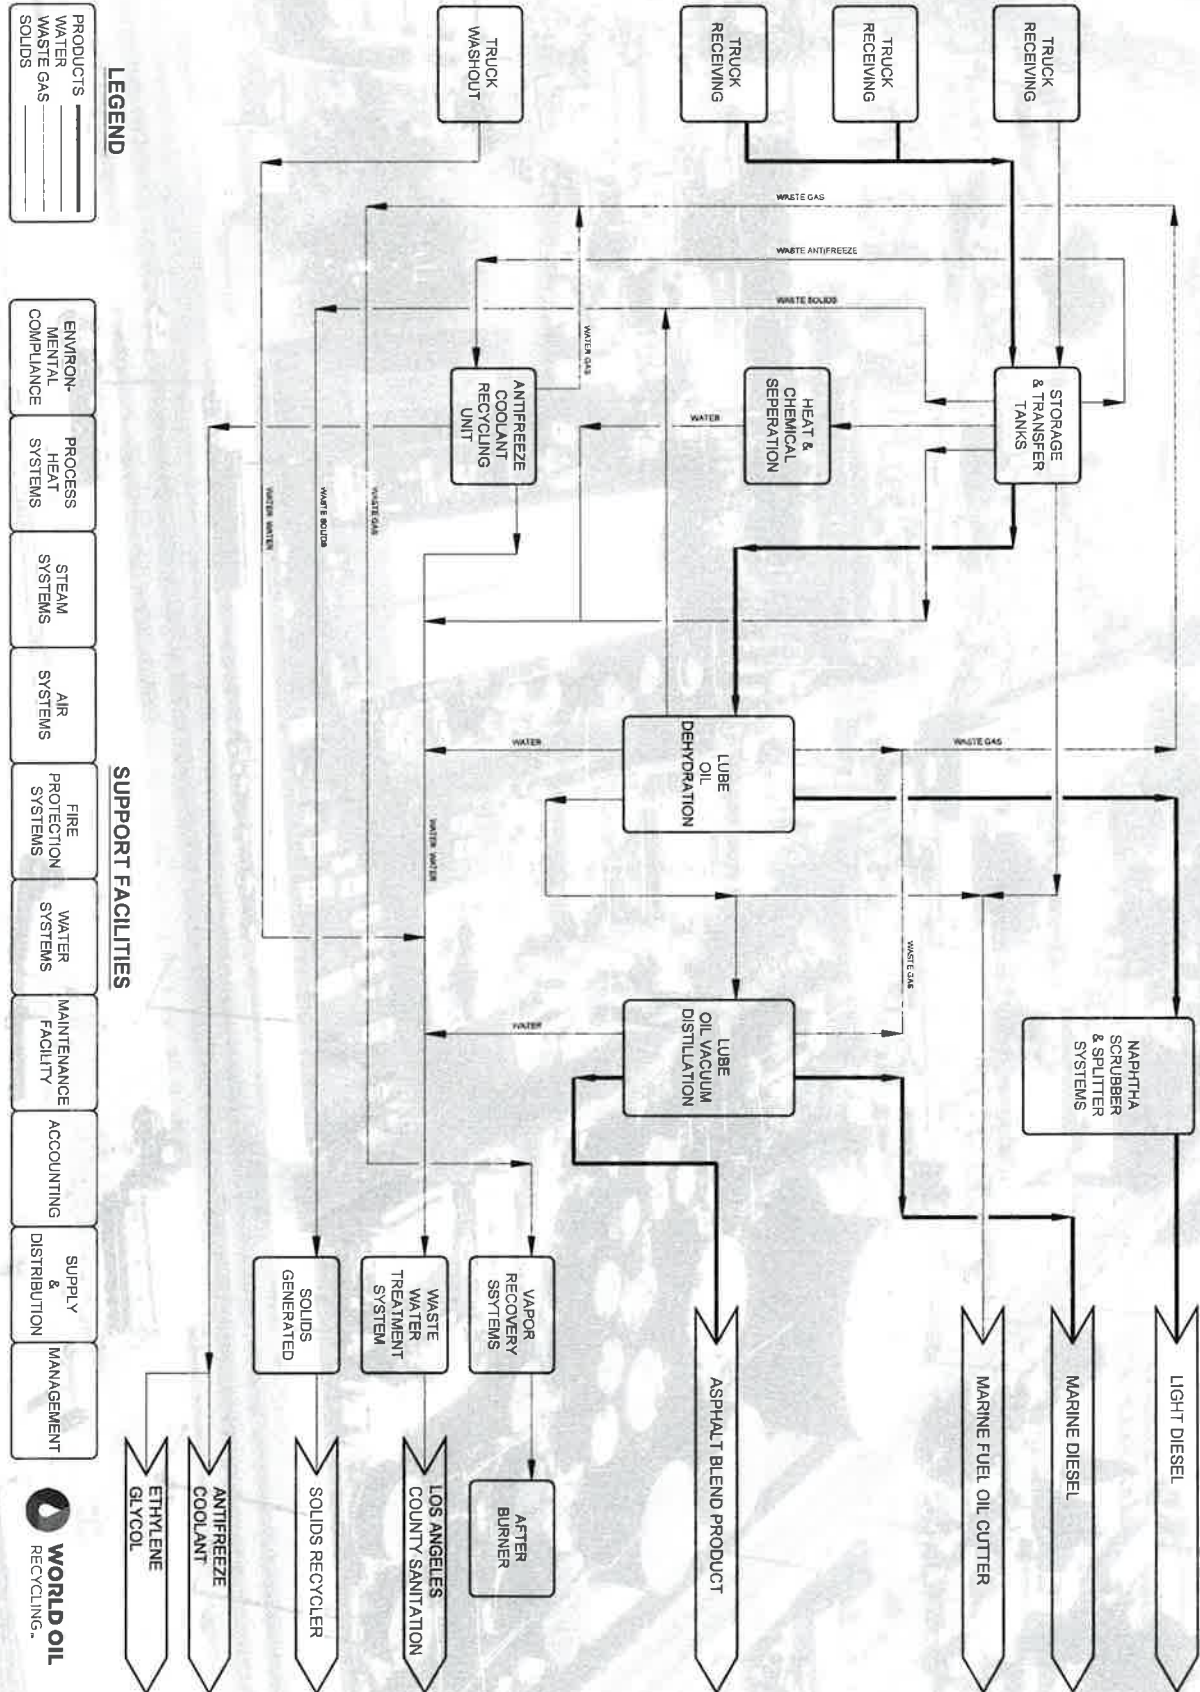 TRUCK
RECEIVING
TRUCK
RECEIVING
TRUCK
RECEIVING
TRUCK
WASHOUT
WASTE GAS
WASTE ANTIFREEZE
WASTE SOLIDS
STORAGE
& TRANSFER
TANKS
HEAT &
CHEMICAL
SEPERATION
WATER
WATER GAS
ANTIFREEZE
COOLANT
RECYCLING
UNIT
WASTE GAS
WASTE SOLIDS
WATER WATER
LUBE
OIL
DEHYDRATION
WASTE GAS
WATER
WATER WATER
WASTE GAS
LUBE
OIL VACUUM
DISTILLATION
WATER
NAPHTHA
SCRUBBER
& SPLITTER
SYSTEMS
VAPOR
RECOVERY
SSYTEMS
WASTE
WATER
TREATMENT
SYSTEM
SOLIDS
GENERATED
LIGHT DIESEL
MARINE DIESEL
MARINE FUEL OIL CUTTER
ASPHALT BLEND PRODUCT
AFTER
BURNER
LOS ANGELES
COUNTY SANITATION
SOLIDS RECYCLER
ANTIFREEZE
COOLANT
ETHYLENE
GLYCOL
LEGEND
PRODUCTS
WATER
WASTE GAS
SOLIDS
SUPPORT FACILITIES
ENVIRON-
MENTAL
COMPLIANCE
PROCESS
HEAT
SYSTEMS
STEAM
SYSTEMS
AIR
SYSTEMS
FIRE
PROTECTION
SYSTEMS
WATER
SYSTEMS
MAINTENANCE
FACILITY
ACCOUNTING
SUPPLY
&
DISTRIBUTION
MANAGEMENT
WORLD OIL
RECYCLING™